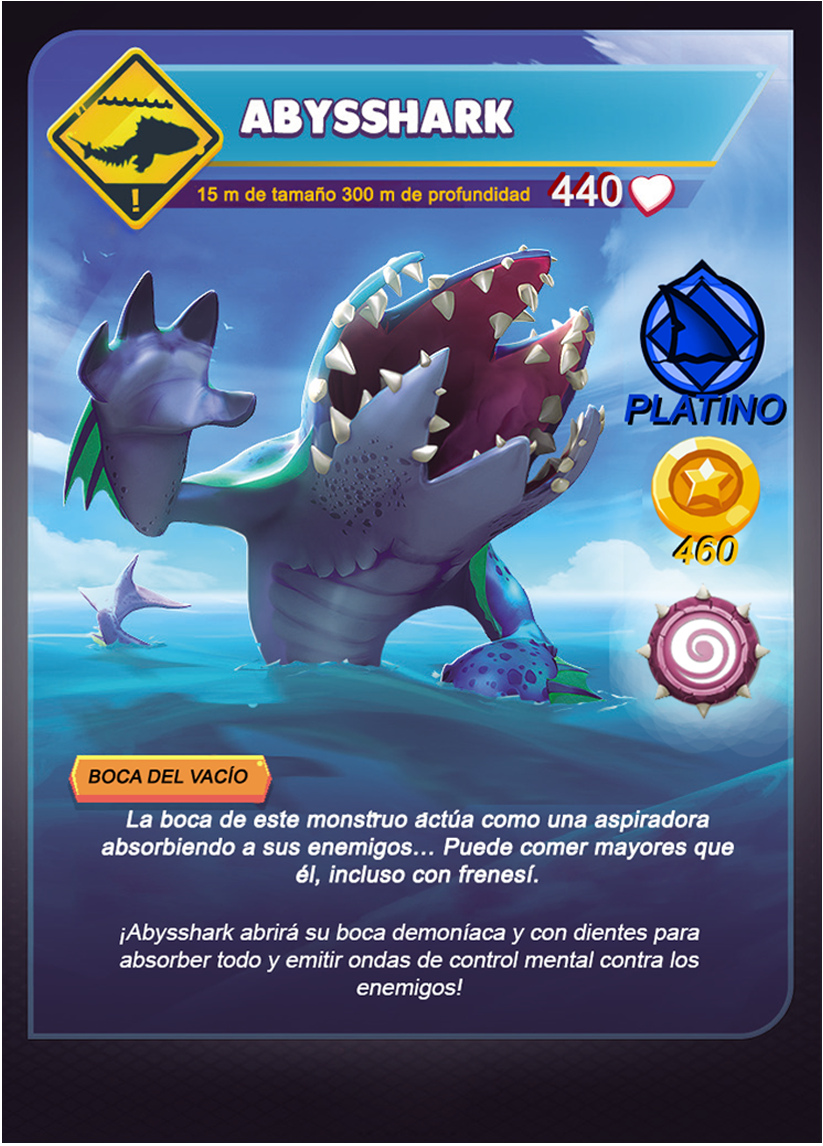 ABYSSHARK
15 m de tamaño 300 m de profundidad 440
!
PLATINO
460
BOCA DEL VACÍO
La boca de este monstruo áctúa como una aspiradora
absorbiendo a sus enemigos... Puede comer mayores que
él, incluso con frenesí.
¡Abysshark abrirá su boca demoníaca y con dientes para
absorber todo y emitir ondas de control mental contra los
enemigos!